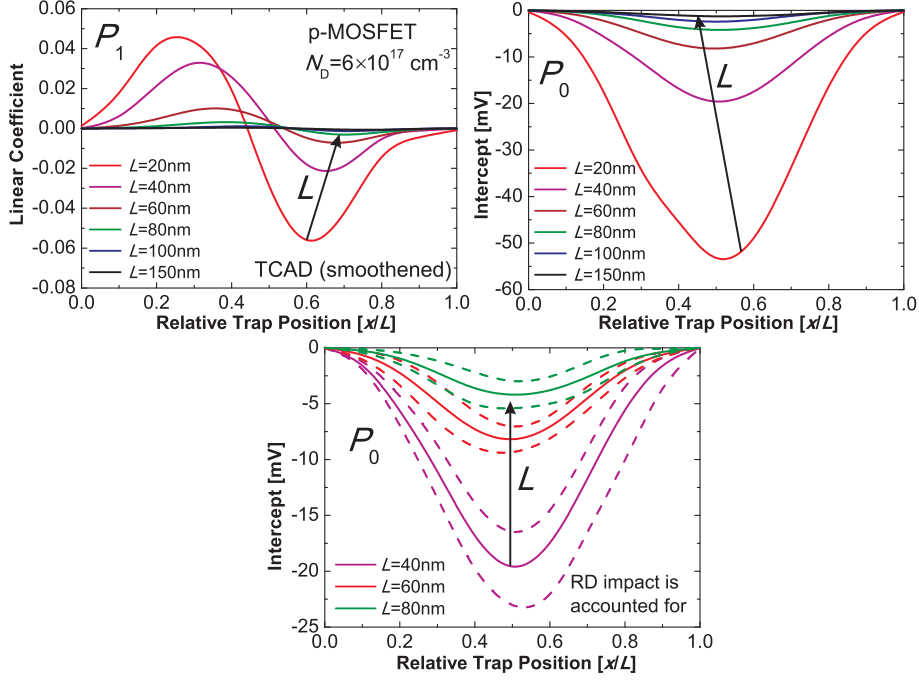 P1
p-MOSFET
ND=6×10^17 cm-3
Linear Coefficient
0.06
0.04
0.02
0.00
-0.02
-0.04
-0.06
-0.08
L=20nm
L=40nm
L=60nm
L=80nm
L=100nm
L=150nm
L
TCAD (smoothened)
0.0 0.2 0.4 0.6 0.8 1.0
Relative Trap Position [x/L]
Intercept [mV]
0
-10
-20
-30
-40
-50
-60
P0
L
L=20nm
L=40nm
L=60nm
L=80nm
L=100nm
L=150nm
0.0 0.2 0.4 0.6 0.8 1.0
Relative Trap Position [x/L]
Intercept [mV]
0
-5
-10
-15
-20
-25
P0
L
L=40nm
L=60nm
L=80nm
RD impact is
accounted for
0.0 0.2 0.4 0.6 0.8 1.0
Relative Trap Position [x/L]